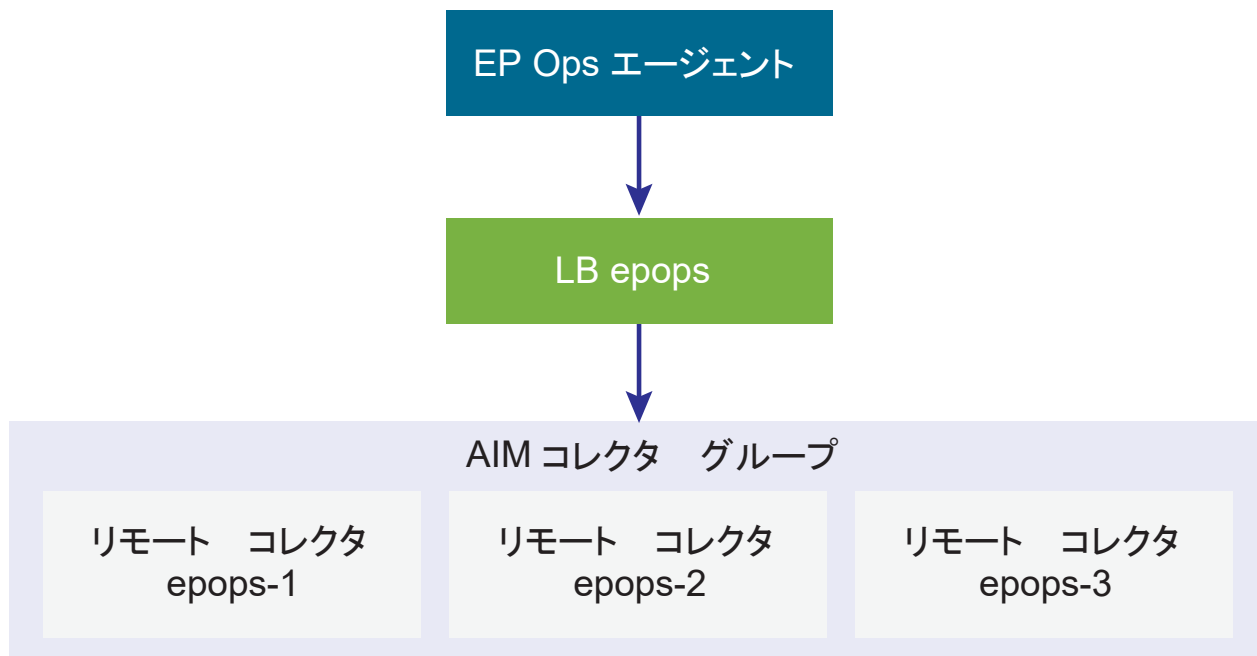 EP Ops エージェント
LB epops
AIM コレクタ　グループ
リモート　コレクタ
epops-1
リモート　コレクタ
epops-2
リモート　コレクタ
epops-3